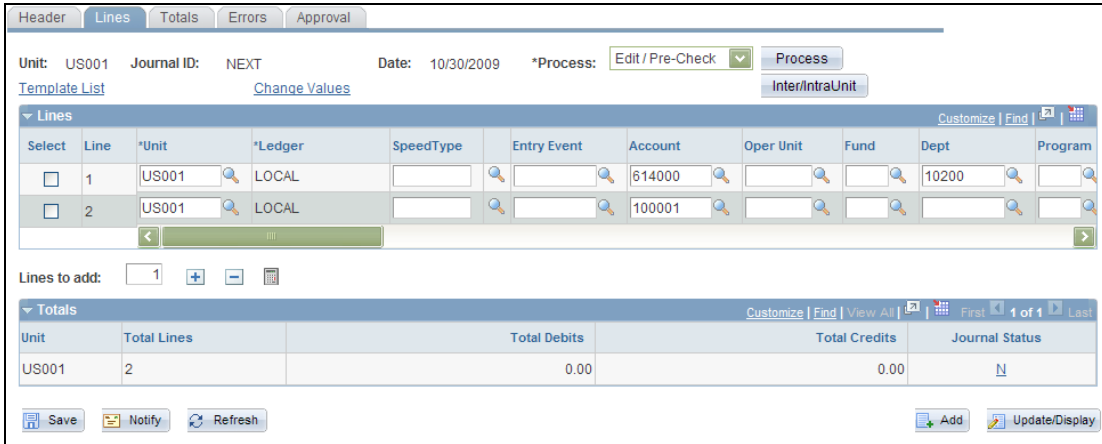 Header Lines Totals Errors Approval
Unit: US001 Journal ID: NEXT Date: 10/30/2009 *Process: Edit / Pre-Check Process
Template List Change Values Inter/IntraUnit
Lines Customize | Find |
Select Line *Unit *Ledger SpeedType Entry Event Account Oper Unit Fund Dept Program
1 US001 LOCAL 614000 10200
2 US001 LOCAL 100001
Lines to add: 1
Totals Customize | Find | View All | First 1 of 1 Last
Unit Total Lines Total Debits Total Credits Journal Status
US001 2 0.00 0.00 N
Save Notify Refresh Add Update/Display